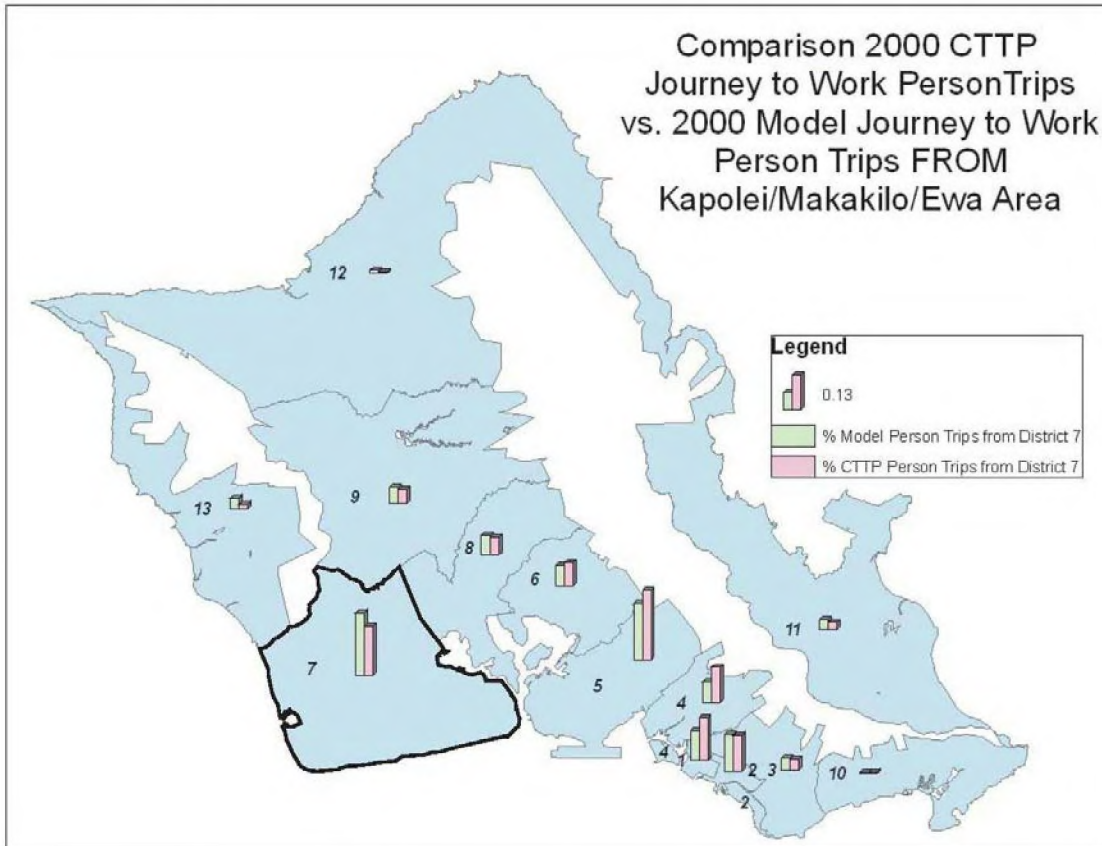 Comparison 2000 CTTP
Journey to Work PersonTrips
vs. 2000 Model Journey to Work
Person Trips FROM
Kapolei/Makakilo/Ewa Area
12
Legend
0.13
% Model Person Trips from District 7
% CTTP Person Trips from District 7
13
9
8
6
11
7
5
4
4
1
2
3
10
2